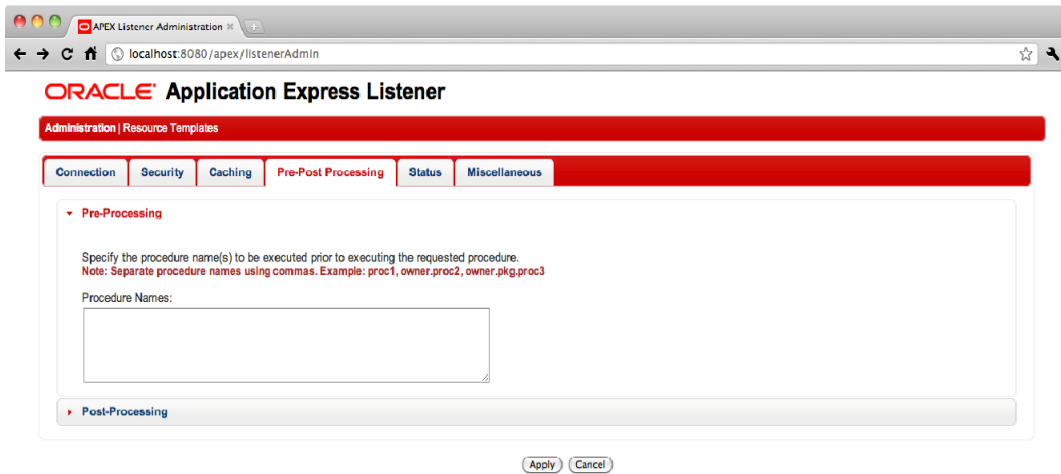 APEX Listener Administration
localhost:8080/apex/listenerAdmin
ORACLE Application Express Listener
Administration | Resource Templates
Connection Security Caching Pre-Post Processing Status Miscellaneous
Pre-Processing
Specify the procedure name(s) to be executed prior to executing the requested procedure.
Note: Separate procedure names using commas. Example: proc1, owner.proc2, owner.pkg.proc3
Procedure Names:
Post-Processing
Apply Cancel